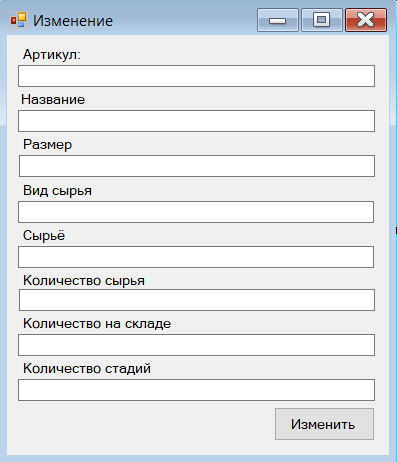 Изменение
Артикул:
Название
Размер
Вид сырья
Сырьё
Количество сырья
Количество на складе
Количество стадий
Изменить